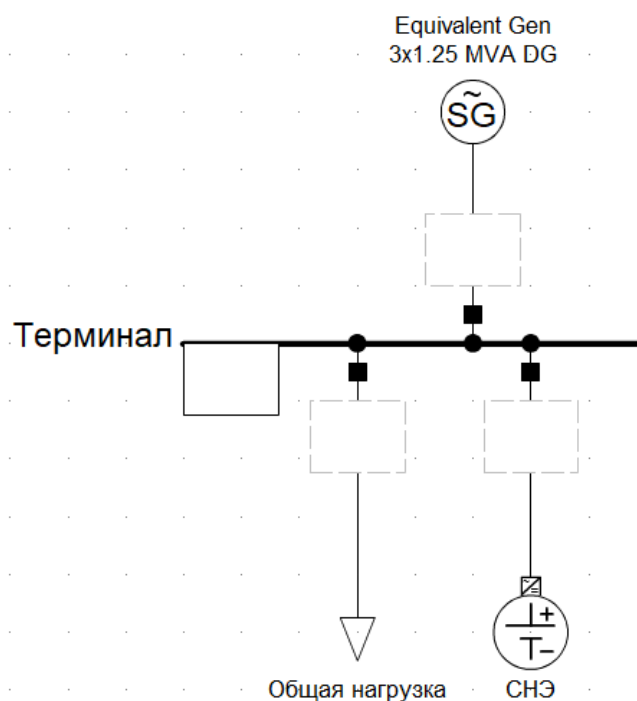 Equivalent Gen
3x1.25 MVA DG
~
SG
Терминал
+
−
Общая нагрузка
СНЭ